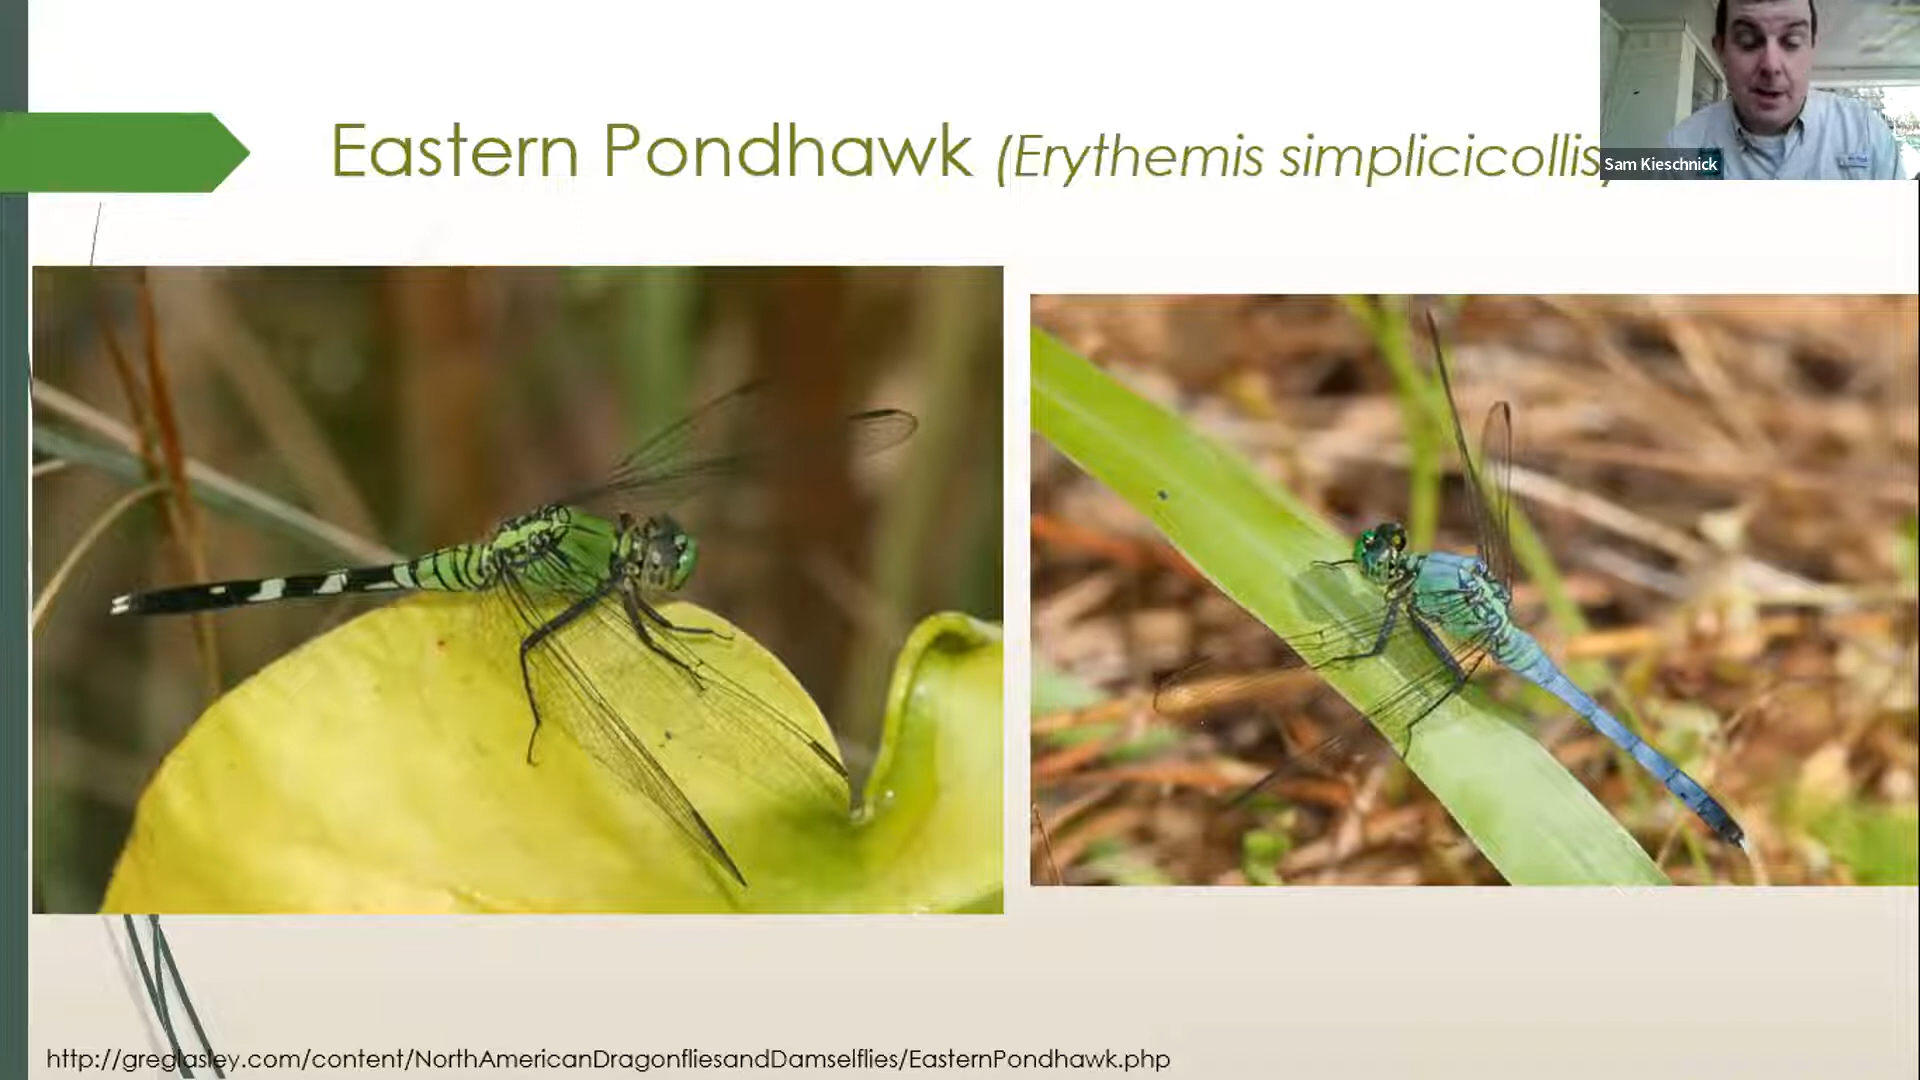 Eastern Pondhawk (Erythemis simplicicollis)
Sam Kieschnick
http://greglasley.com/content/NorthAmericanDragonfliesandDamselflies/EasternPondhawk.php